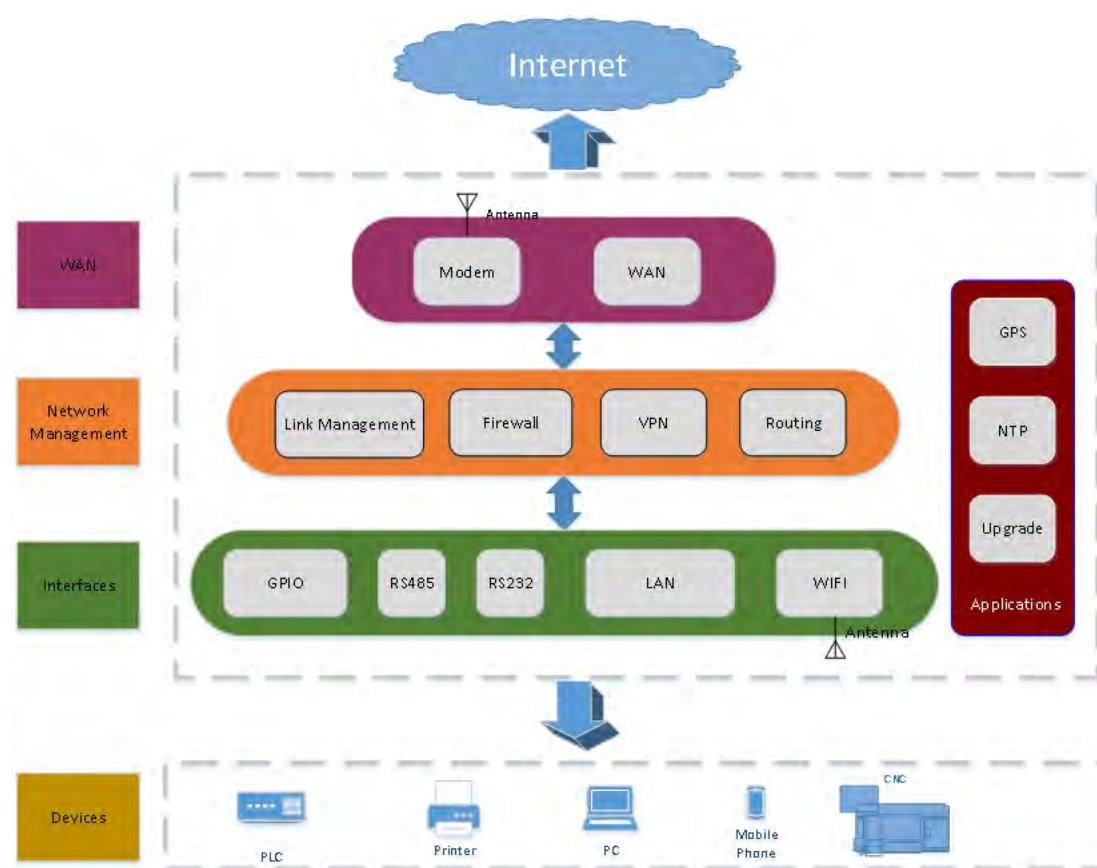 Internet
Antenna
WAN
Modem
WAN
GPS
Network
Management
Link Management
Firewall
VPN
Routing
NTP
Upgrade
Interfaces
GPIO
RS485
RS232
LAN
WIFI
Applications
Antenna
Devices
PLC
Printer
PC
Mobile
Phone
CNC